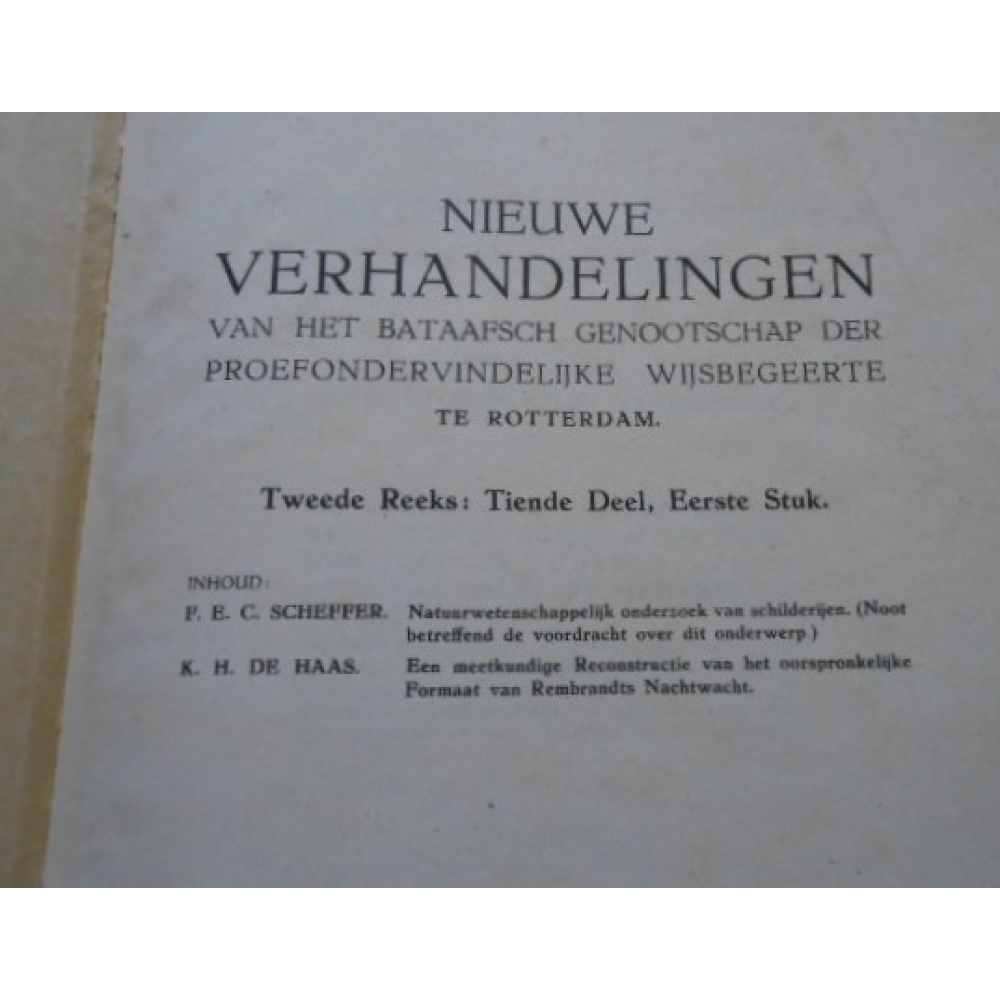 NIEUWE
VERHANDELINGEN
VAN HET BATAAFSCH GENOOTSCHAP DER
PROEFONDERVINDELIJKE WIJSBEGEERTE
TE ROTTERDAM.
Tweede Reeks: Tiende Deel, Eerste Stuk.
INHOUD:
F. E. C. SCHEFFER. Natuurwetenschappelijk onderzoek van schilderijen. (Noot
betreffend de voordracht over dit onderwerp.)
K. H. DE HAAS. Een meetkundige Reconstructie van het oorspronkelijke
Formaat van Rembrandts Nachtwacht.